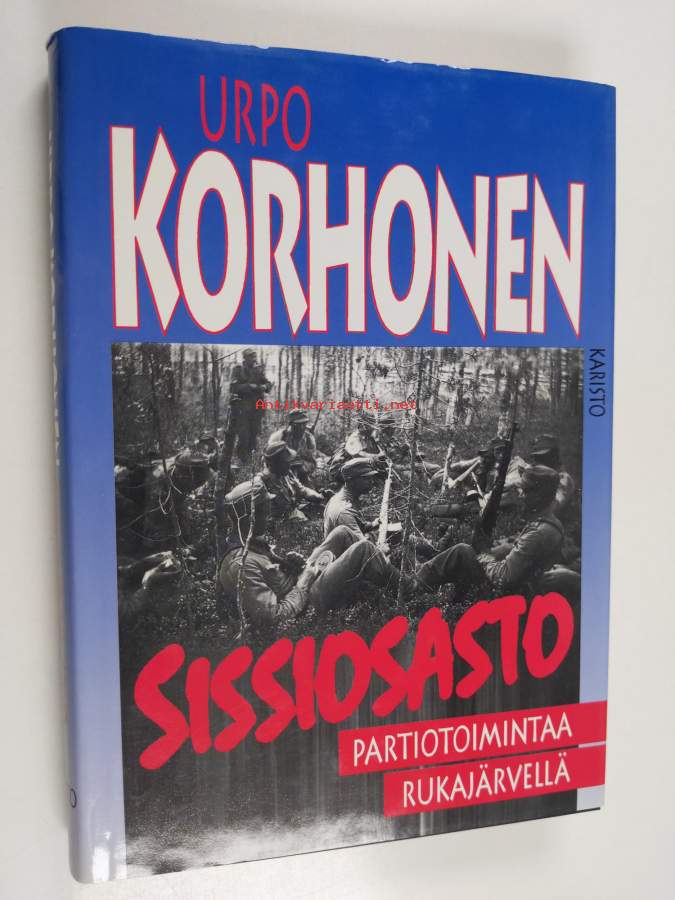 URPO
KORHONEN
KARISTO
Antikvariaatti.net
SISSIOSASTO
PARTIOTOIMINTAA
RUKAJÄRVELLÄ